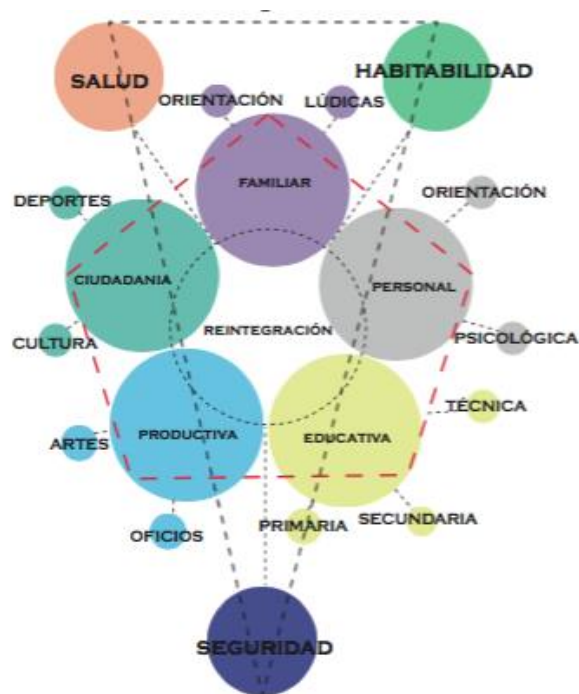 SALUD
HABITABILIDAD
ORIENTACIÓN
LÚDICAS
FAMILIAR
DEPORTES
ORIENTACIÓN
CIUDADANIA
PERSONAL
REINTEGRACIÓN
CULTURA
PSICOLÓGICA
TÉCNICA
ARTES
PRODUCTIVA
EDUCATIVA
OFICIOS
PRIMARIA
SECUNDARIA
SEGURIDAD